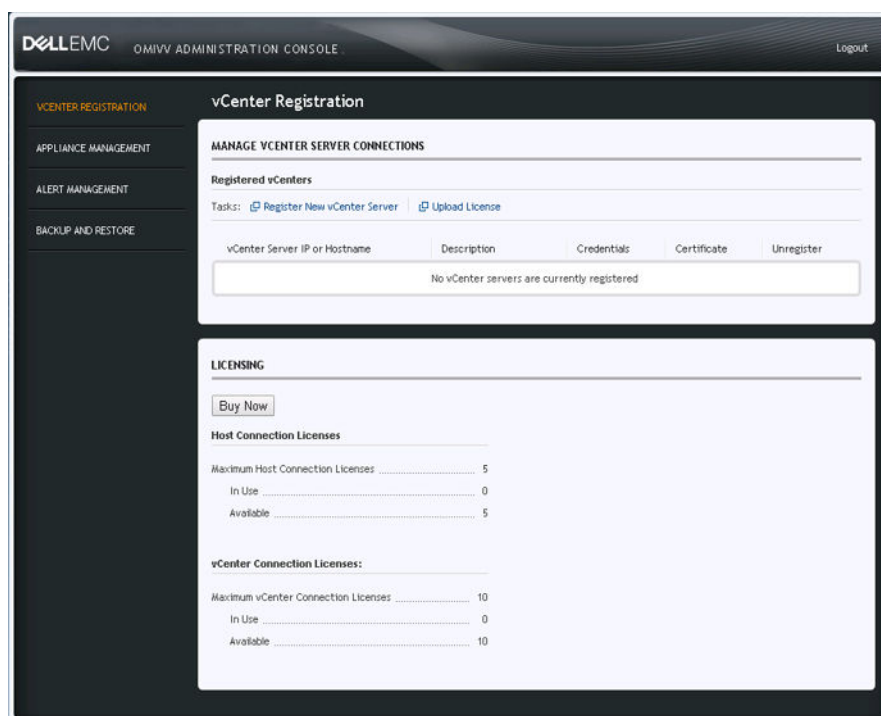 DELLEMC OMIVV ADMINISTRATION CONSOLE Logout
VCENTER REGISTRATION
APPLIANCE MANAGEMENT
ALERT MANAGEMENT
BACKUP AND RESTORE
vCenter Registration
MANAGE VCENTER SERVER CONNECTIONS
Registered vCenters
Tasks: Register New vCenter Server Upload License
vCenter Server IP or Hostname Description Credentials Certificate Unregister
No vCenter servers are currently registered
LICENSING
Buy Now
Host Connection Licenses
Maximum Host Connection Licenses 5
In Use 0
Available 5
vCenter Connection Licenses:
Maximum vCenter Connection Licenses 10
In Use 0
Available 10